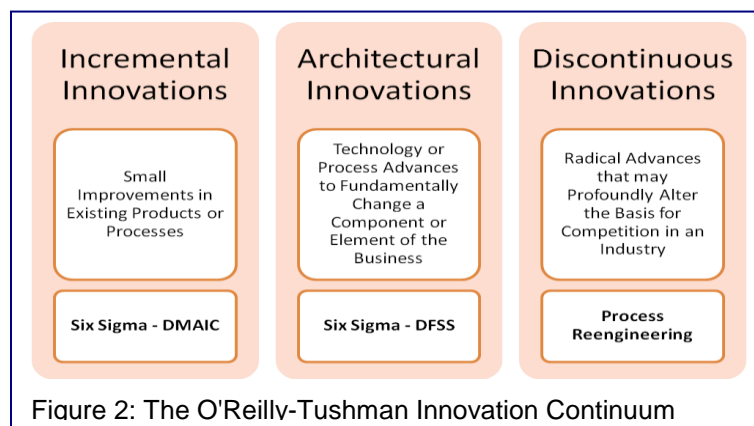 Incremental
Innovations
Small
Improvements in
Existing Products or
Processes
Six Sigma - DMAIC
Architectural
Innovations
Technology or
Process Advances
to Fundamentally
Change a
Component or
Element of the
Business
Six Sigma - DFSS
Discontinuous
Innovations
Radical Advances
that may
Profoundly Alter
the Basis for
Competition in an
Industry
Process
Reengineering
Figure 2: The O'Reilly-Tushman Innovation Continuum